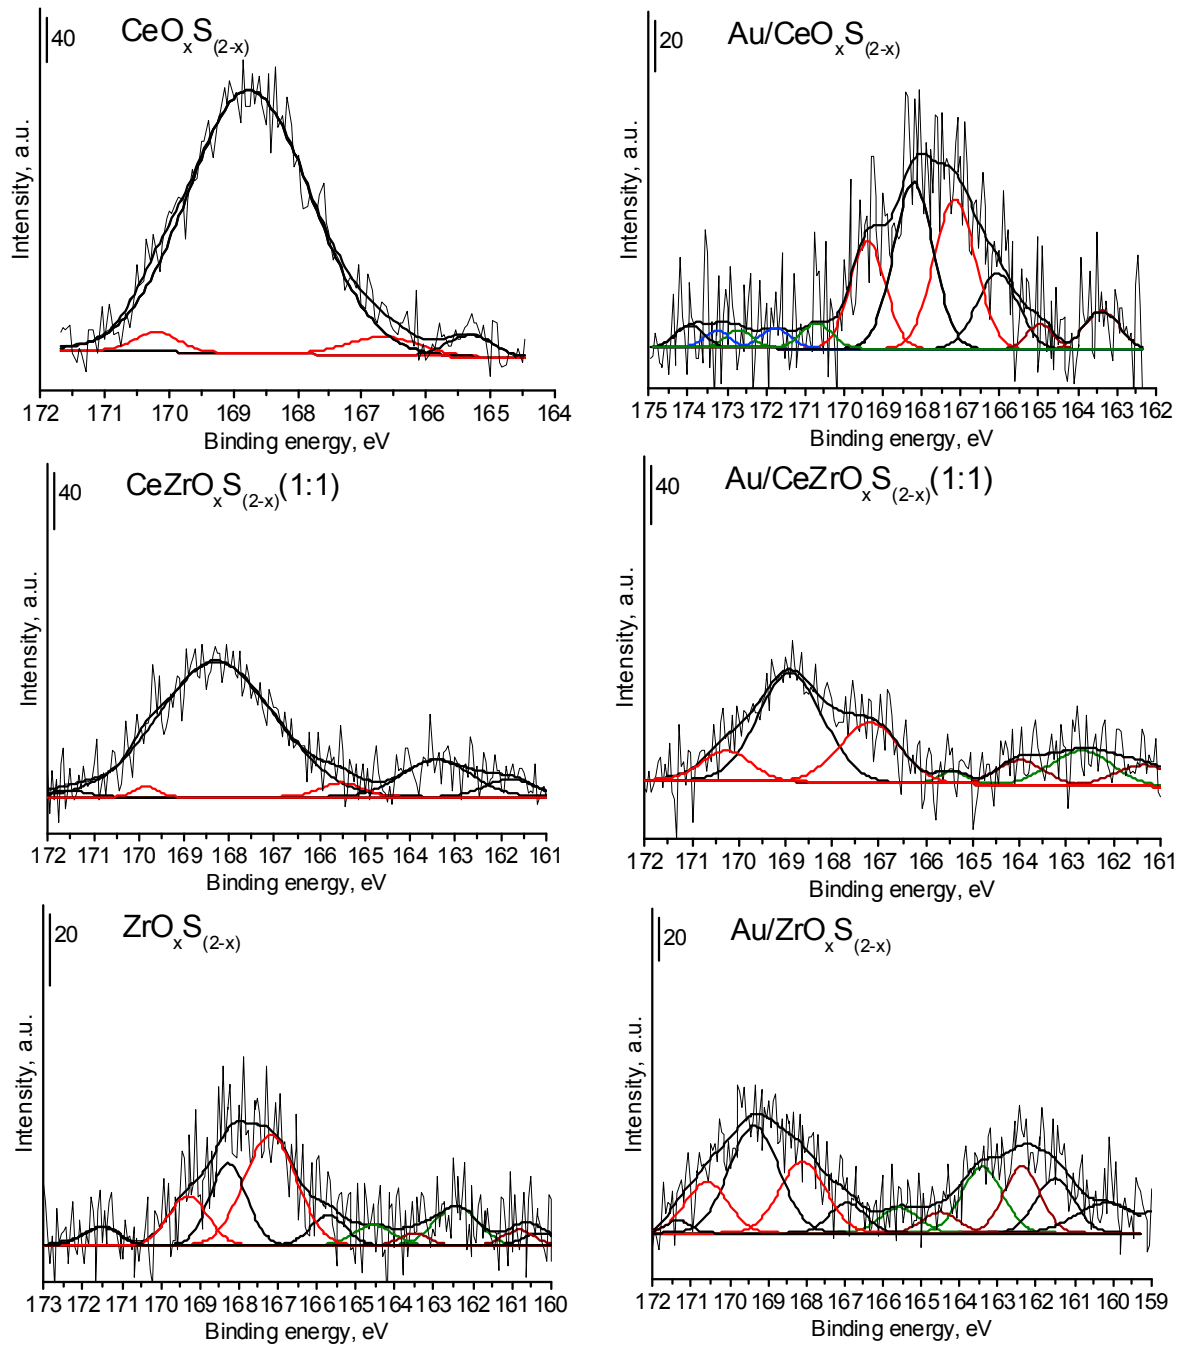 40 CeOxS(2-x)
Intensity, a.u.
172 171 170 169 168 167 166 165 164
Binding energy, eV
20 Au/CeOxS(2-x)
Intensity, a.u.
175 174 173 172 171 170 169 168 167 166 165 164 163 162
Binding energy, eV
40 CeZrOxS(2-x)(1:1)
Intensity, a.u.
172 171 170 169 168 167 166 165 164 163 162 161
Binding energy, eV
40 Au/CeZrOxS(2-x)(1:1)
Intensity, a.u.
172 171 170 169 168 167 166 165 164 163 162 161
Binding energy, eV
20 ZrOxS(2-x)
Intensity, a.u.
173 172 171 170 169 168 167 166 165 164 163 162 161 160
Binding energy, eV
20 Au/ZrOxS(2-x)
Intensity, a.u.
172 171 170 169 168 167 166 165 164 163 162 161 160 159
Binding energy, eV